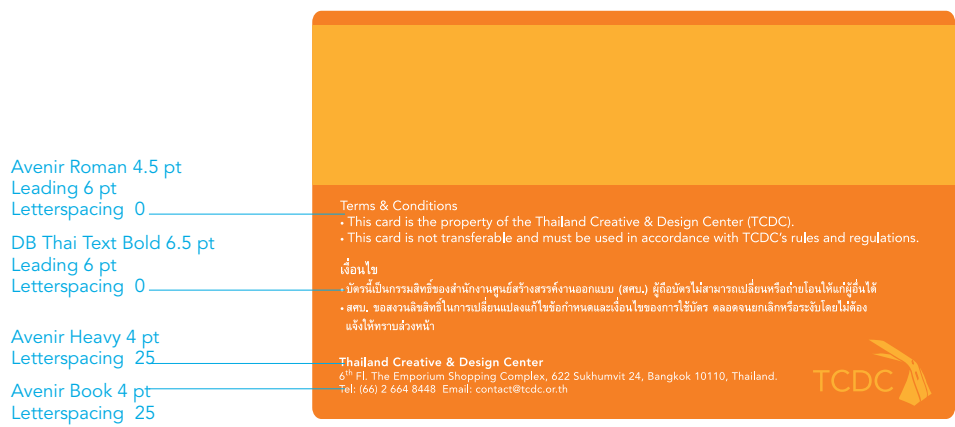 Avenir Roman 4.5 pt
Leading 6 pt
Letterspacing 0
DB Thai Text Bold 6.5 pt
Leading 6 pt
Letterspacing 0
Avenir Heavy 4 pt
Letterspacing 25
Avenir Book 4 pt
Letterspacing 25
Terms & Conditions
• This card is the property of the Thailand Creative & Design Center (TCDC).
• This card is not transferable and must be used in accordance with TCDC's rules and regulations.
เงื่อนไข
• บัตรนี้เป็นกรรมสิทธิ์ของสำนักงานศูนย์สร้างสรรค์งานออกแบบ (สศบ.) ผู้ถือบัตรไม่สามารถเปลี่ยนหรือถ่ายโอนให้แก่ผู้อื่นได้
• สศบ. ขอสงวนลิขสิทธิ์ในการเปลี่ยนแปลงแก้ไขข้อกำหนดและเงื่อนไขของการใช้บัตร ตลอดจนยกเลิกหรือระงับโดยไม่ต้อง
แจ้งให้ทราบล่วงหน้า
Thailand Creative & Design Center
6th Fl. The Emporium Shopping Complex, 622 Sukhumvit 24, Bangkok 10110, Thailand.
Tel: (66) 2 664 8448 Email: contact@tcdc.or.th
TCDC